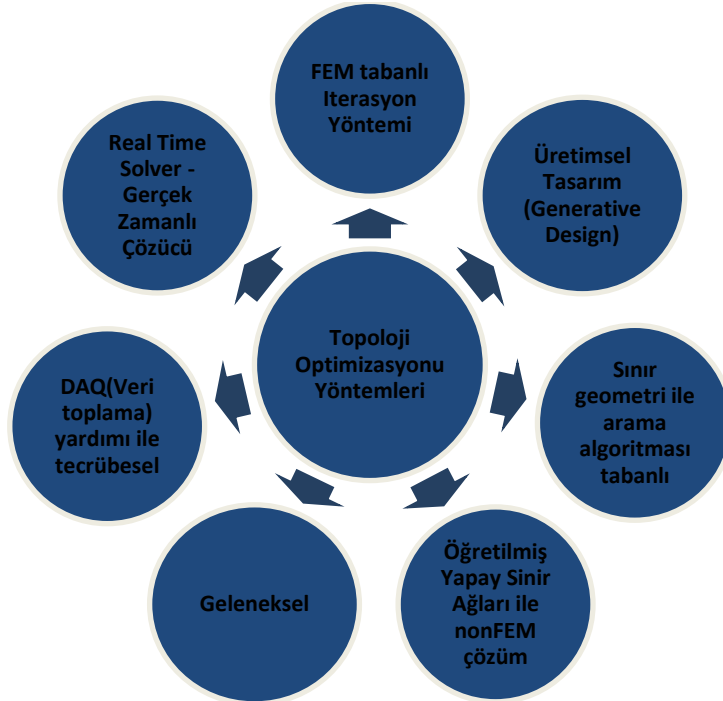 FEM tabanlı
Iterasyon
Yöntemi
Üretimsel
Tasarım
(Generative
Design)
Sınır
geometri ile
arama
algoritması
tabanlı
Öğretilmiş
Yapay Sinir
Ağları ile
nonFEM
çözüm
Geleneksel
DAQ(Veri
toplama)
yardımı ile
tecrübesel
Real Time
Solver -
Gerçek
Zamanlı
Çözücü
Topoloji
Optimizasyonu
Yöntemleri